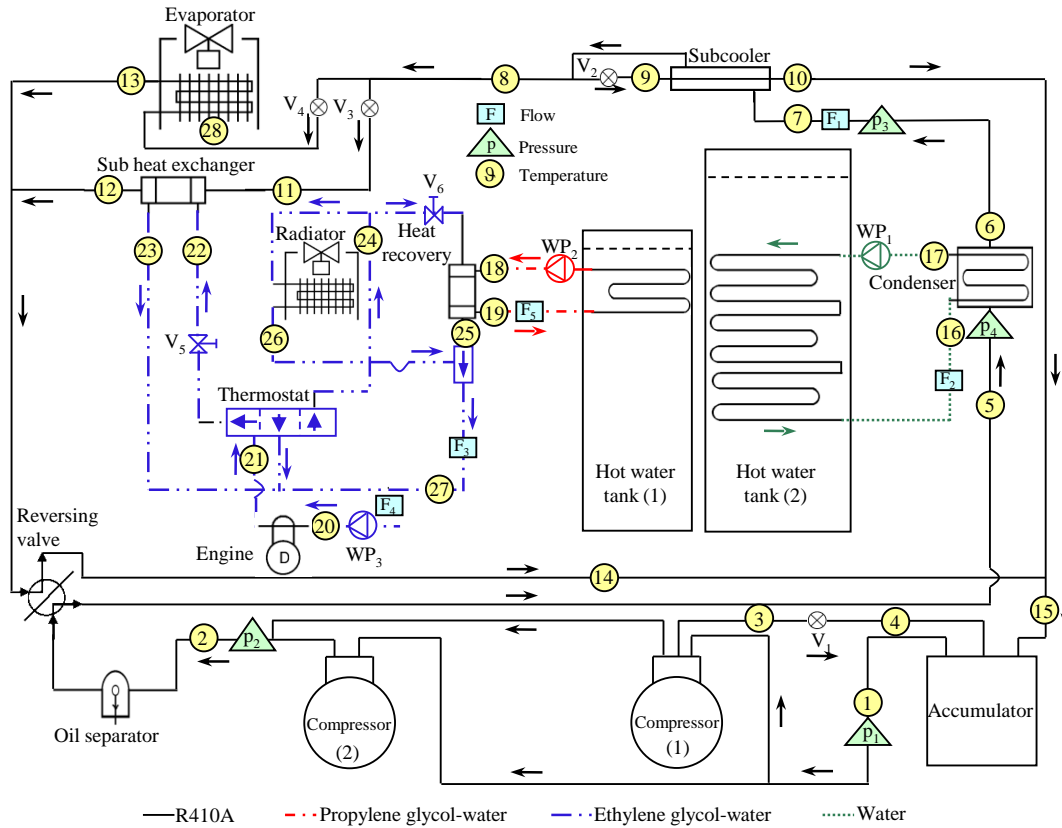 Evaporator
Subcooler
13
8
V2
9
10
V4
V3
28
F Flow
7
F1
p3
p Pressure
Sub heat exchanger
ϑ Temperature
12
11
V6
6
23
22
Radiator
24
Heat
recovery
18
WP2
WP1
17
Condenser
19
F5
25
16
p4
V5
26
F2
Thermostat
5
21
F3
Hot water
tank (1)
Hot water
tank (2)
27
F4
Reversing
valve
20
Engine
D
WP3
14
15
2
p2
3
V1
4
1
Compressor
(2)
Compressor
(1)
p1
Accumulator
Oil separator
R410A
Propylene glycol-water
Ethylene glycol-water
Water